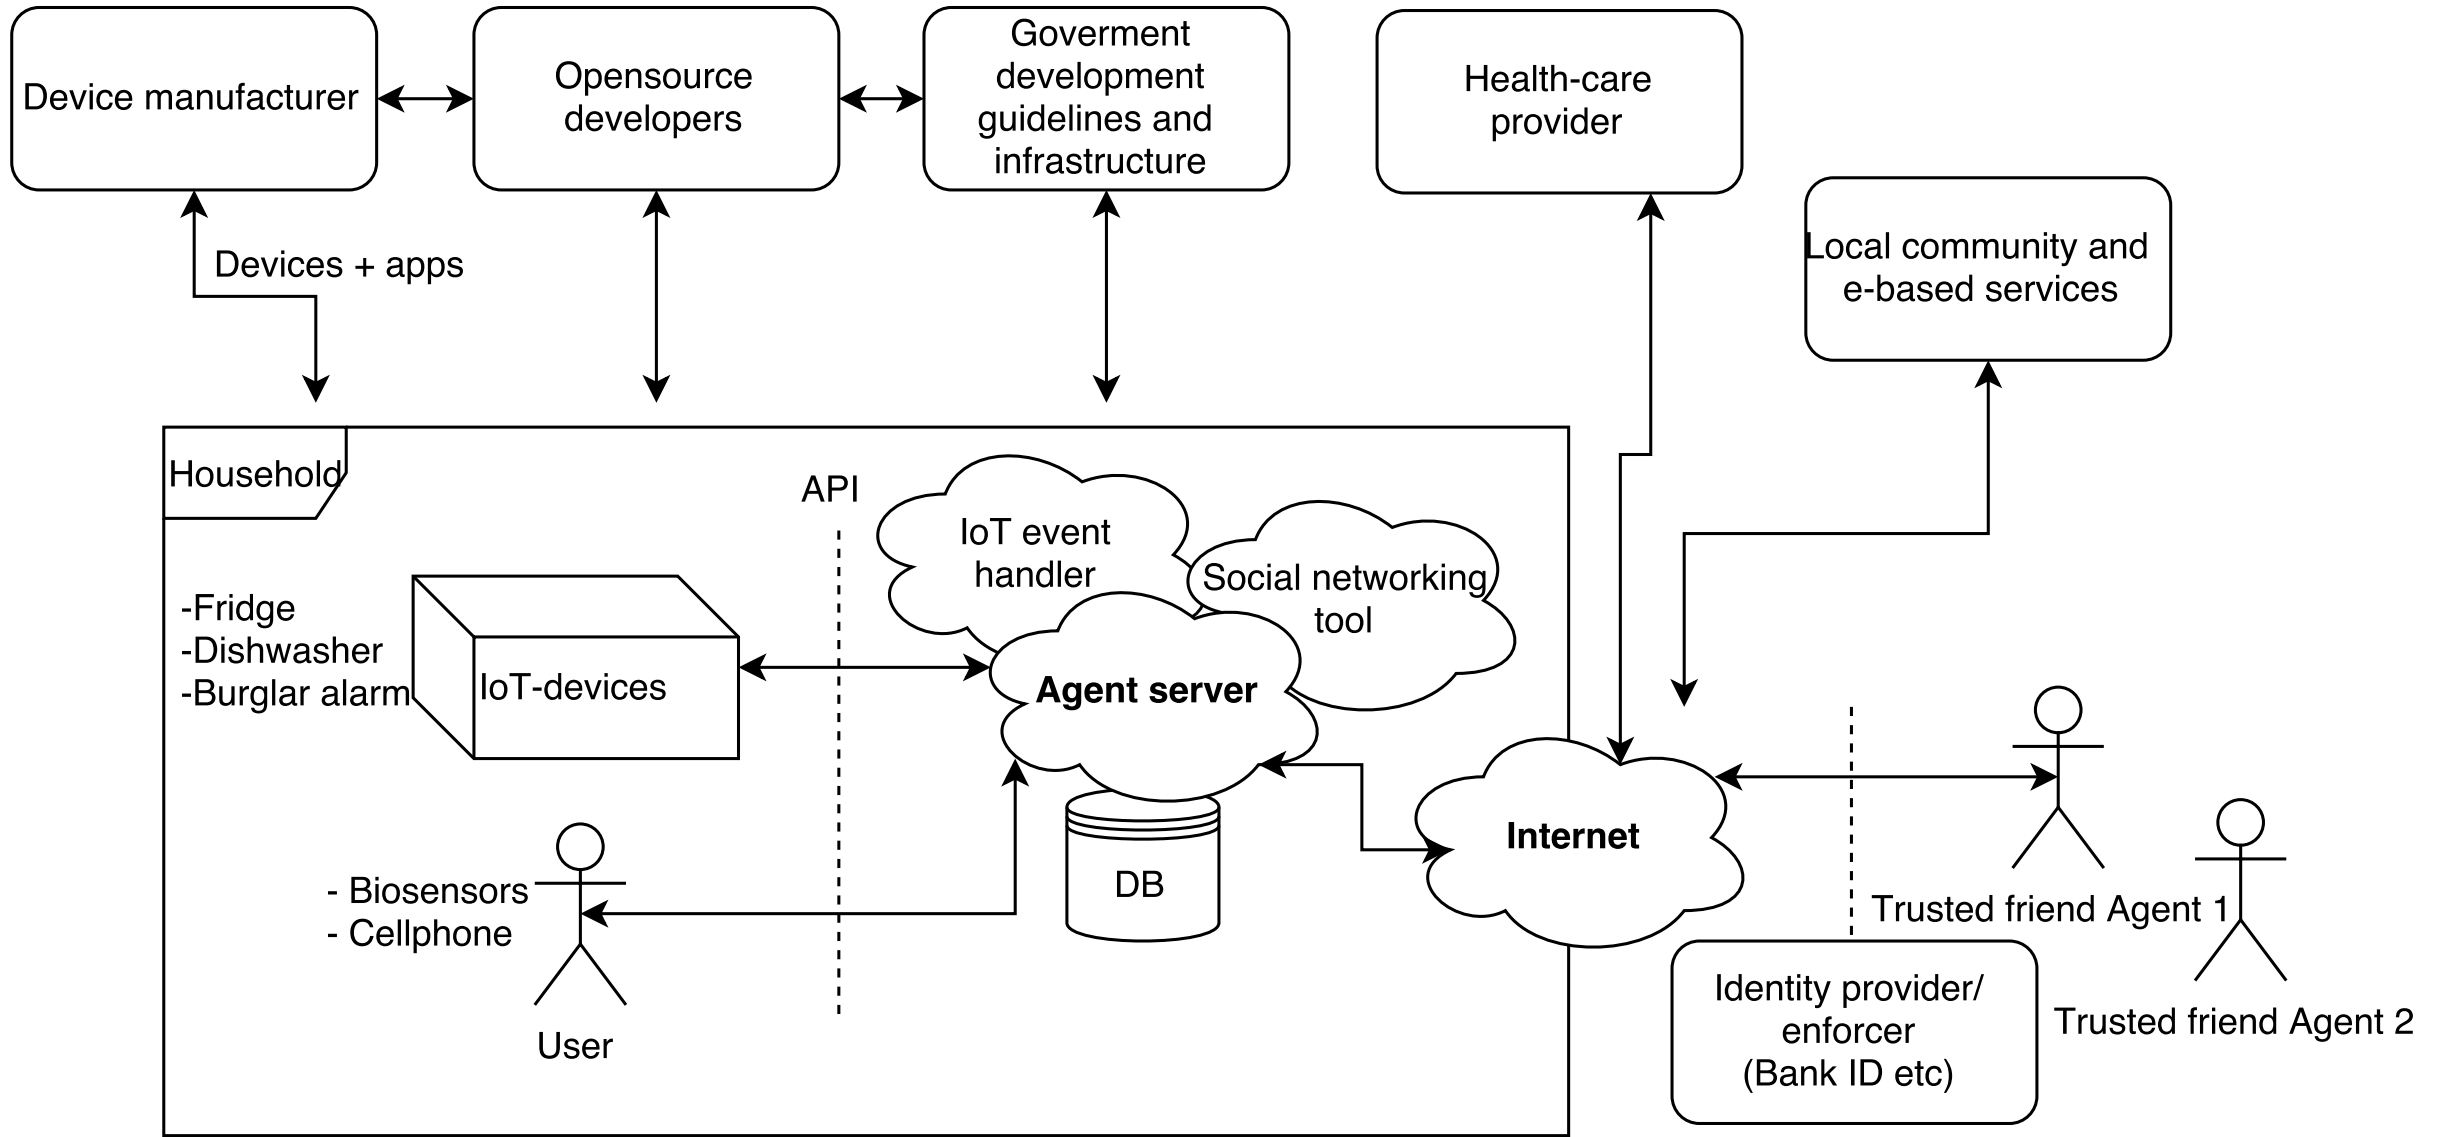 Device manufacturer
Opensource
developers
Goverment
development
guidelines and
infrastructure
Health-care
provider
Local community and
e-based services
Devices + apps
Household
API
IoT event
handler
Social networking
tool
-Fridge
-Dishwasher
-Burglar alarm
IoT-devices
Agent server
Internet
DB
- Biosensors
- Cellphone
User
Trusted friend Agent 1
Identity provider/
enforcer
(Bank ID etc)
Trusted friend Agent 2